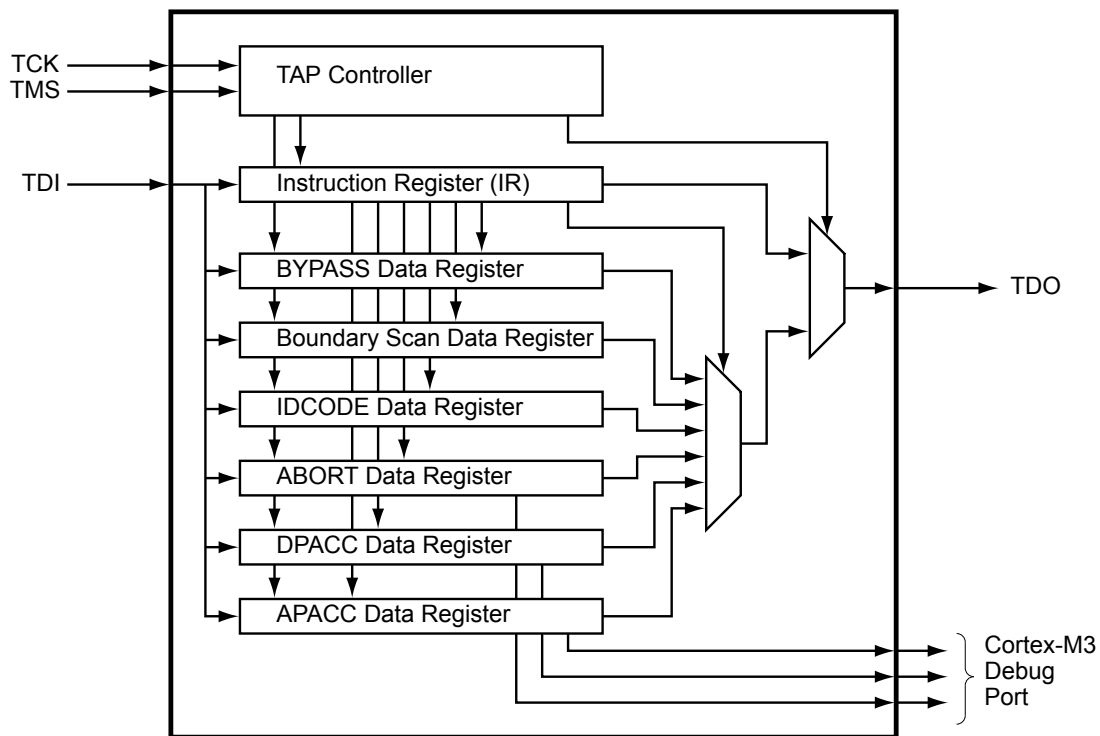 TCK
TMS
TAP Controller
TDI
Instruction Register (IR)
BYPASS Data Register
TDO
Boundary Scan Data Register
IDCODE Data Register
ABORT Data Register
DPACC Data Register
APACC Data Register
Cortex-M3
Debug
Port